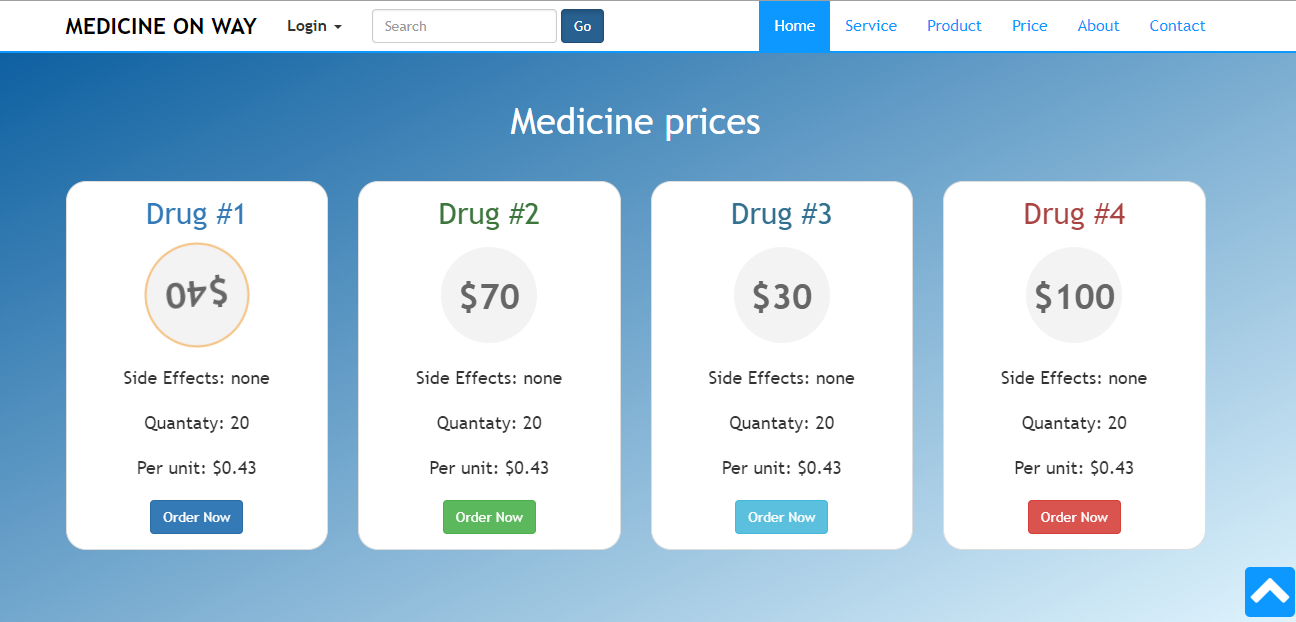 MEDICINE ON WAY Login Search Go Home Service Product Price About Contact
Medicine prices
Drug #1 Drug #2 Drug #3 Drug #4
$40 $70 $30 $100
Side Effects: none Side Effects: none Side Effects: none Side Effects: none
Quantaty: 20 Quantaty: 20 Quantaty: 20 Quantaty: 20
Per unit: $0.43 Per unit: $0.43 Per unit: $0.43 Per unit: $0.43
Order Now Order Now Order Now Order Now